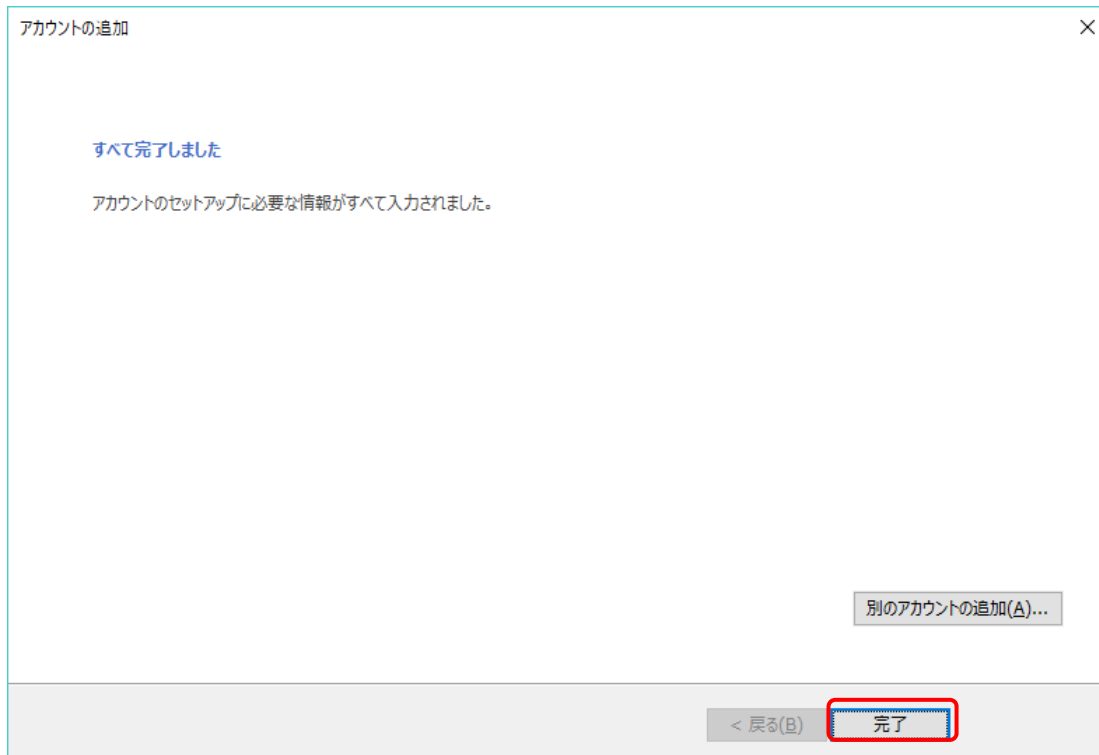 アカウントの追加
すべて完了しました
アカウントのセットアップに必要な情報がすべて入力されました。
別のアカウントの追加(A)...
< 戻る(B)
完了